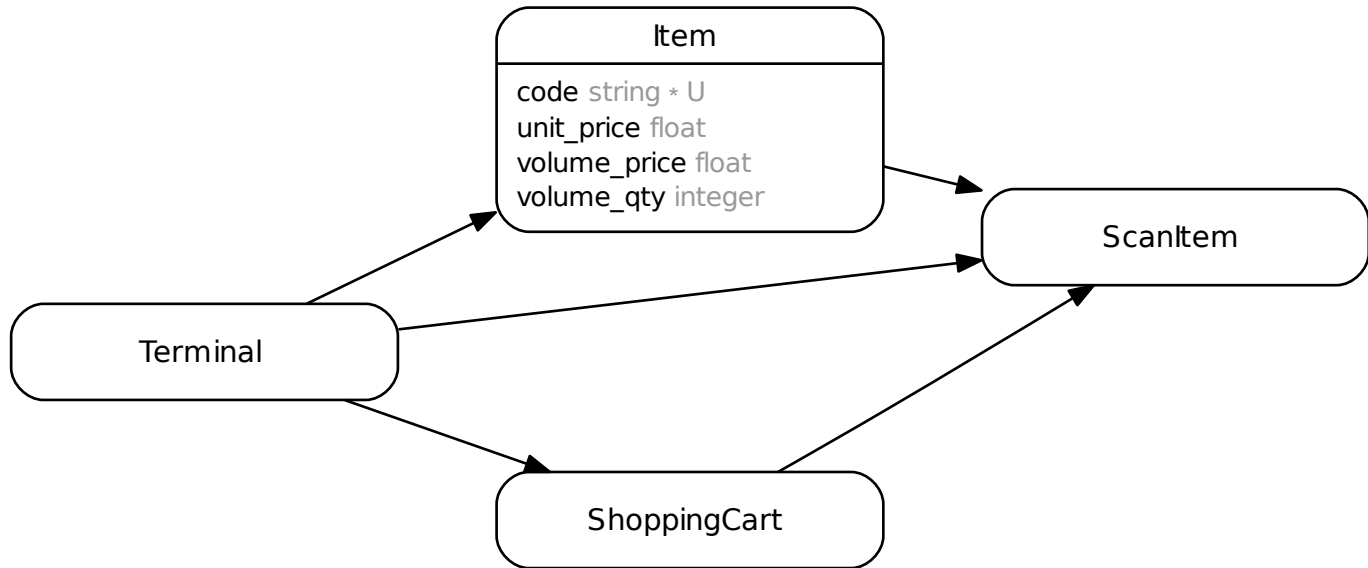 Item
code string * U
unit_price float
volume_price float
volume_qty integer
ScanItem
Terminal
ShoppingCart